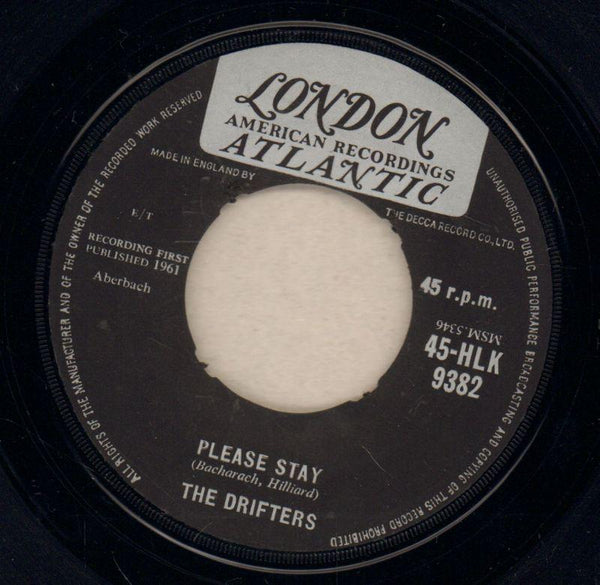 LONDON
AMERICAN RECORDINGS
ATLANTIC
MADE IN ENGLAND BY
THE DECCA RECORD CO., LTD.
E/T
RECORDING FIRST
PUBLISHED 1961
Aberbach
45 r.p.m.
MSM.5346
45-HLK
9382
PLEASE STAY
(Bacharach, Hilliard)
THE DRIFTERS
ALL RIGHTS OF THE MANUFACTURER AND OF THE OWNER OF THE RECORDED WORK RESERVED
UNAUTHORISED PUBLIC PERFORMANCE BROADCASTING AND COPYING OF THIS RECORD PROHIBITED